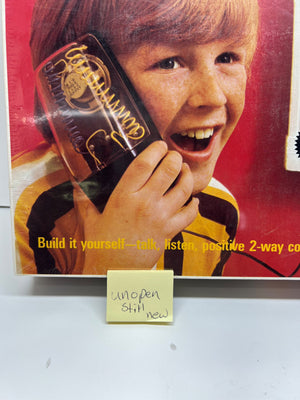 Build it yourself—talk, listen, positive 2-way co
unopen
still
new